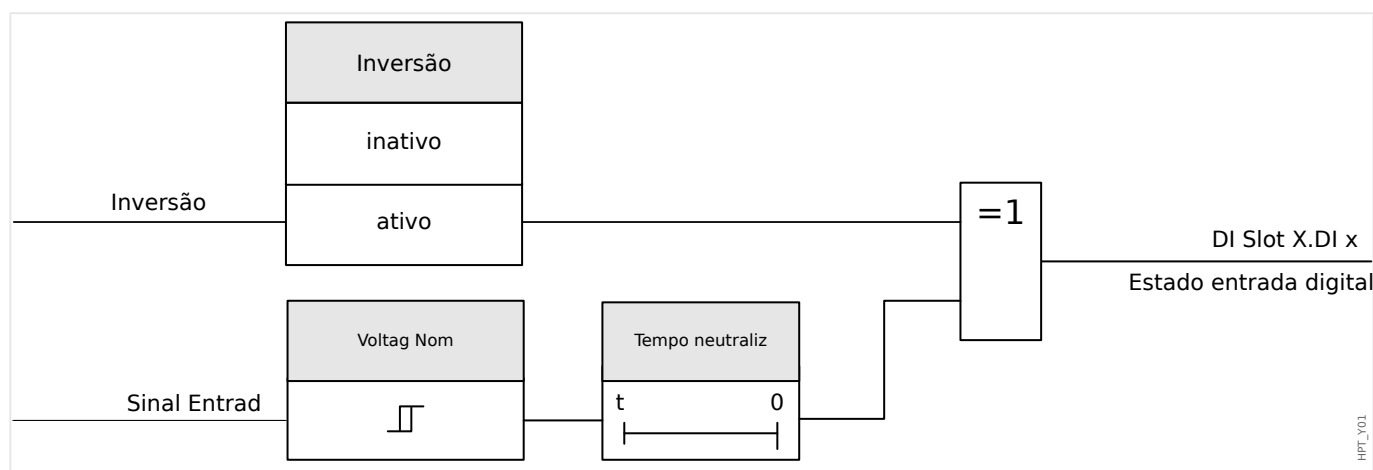 Inversão
inativo
Inversão
ativo
=1
DI Slot X.DI x
Estado entrada digital
Voltag Nom
Tempo neutraliz
Sinal Entrad
t 0
HPT_Y01